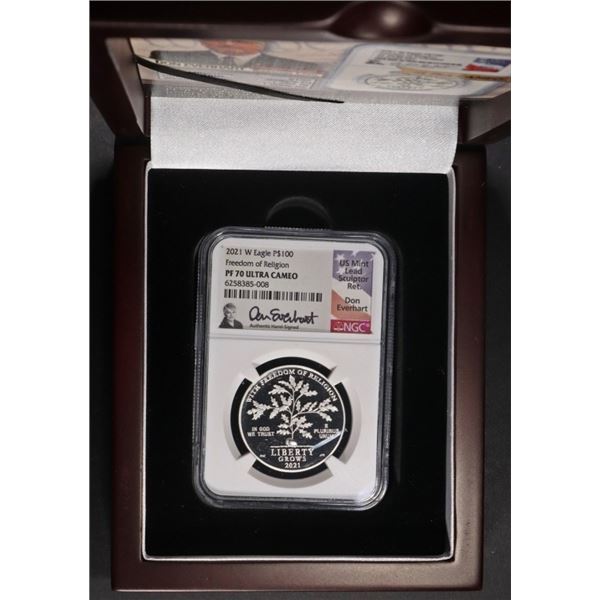 DON EVERHART
2021 W Eagle P$100
Freedom of Religion
PF 70 ULTRA CAMEO
6258385-008
Don Everhart
Authentic Hand-Signed
US Mint
Lead
Sculptor
Ret.
Don
Everhart
NGC
WITH FREEDOM OF RELIGION
IN GOD
WE TRUST
E
PLURIBUS
UNUM
LIBERTY
GROWS
2021